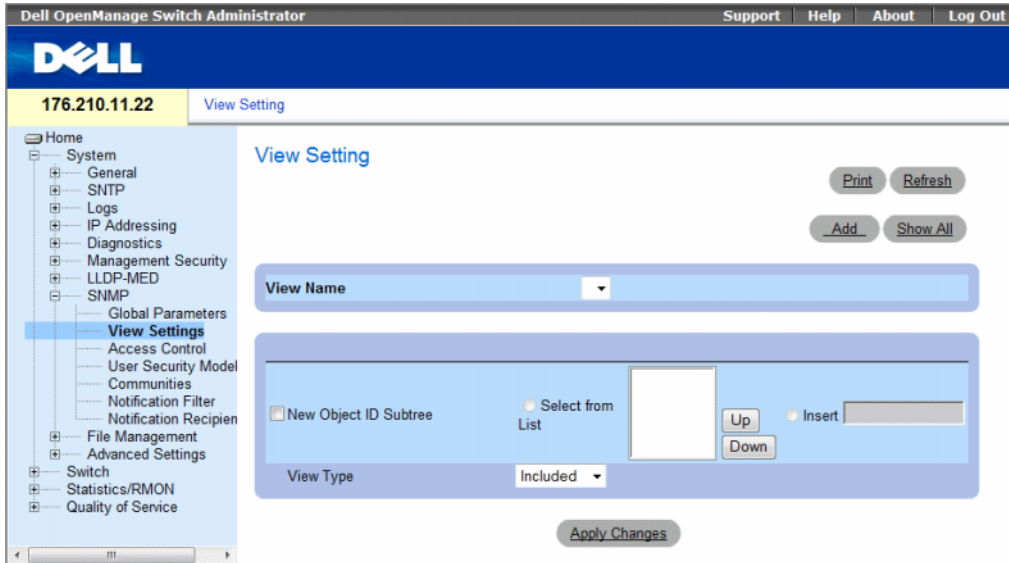 Dell OpenManage Switch Administrator
Support Help About Log Out
DELL
176.210.11.22
View Setting
Home
System
General
SNTP
Logs
IP Addressing
Diagnostics
Management Security
LLDP-MED
SNMP
Global Parameters
View Settings
Access Control
User Security Model
Communities
Notification Filter
Notification Recipien
File Management
Advanced Settings
Switch
Statistics/RMON
Quality of Service
View Setting
Print Refresh
Add Show All
View Name
New Object ID Subtree
Select from
List
Up
Down
Insert
View Type Included
Apply Changes